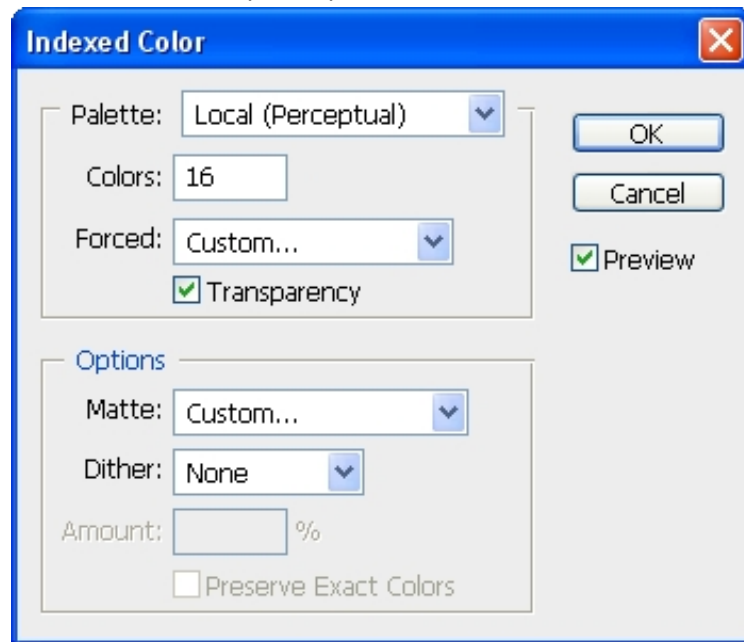 Indexed Color
Palette: Local (Perceptual)
OK
Colors: 16
Cancel
Forced: Custom...
Preview
Transparency
Options
Matte: Custom...
Dither: None
Amount: %
Preserve Exact Colors